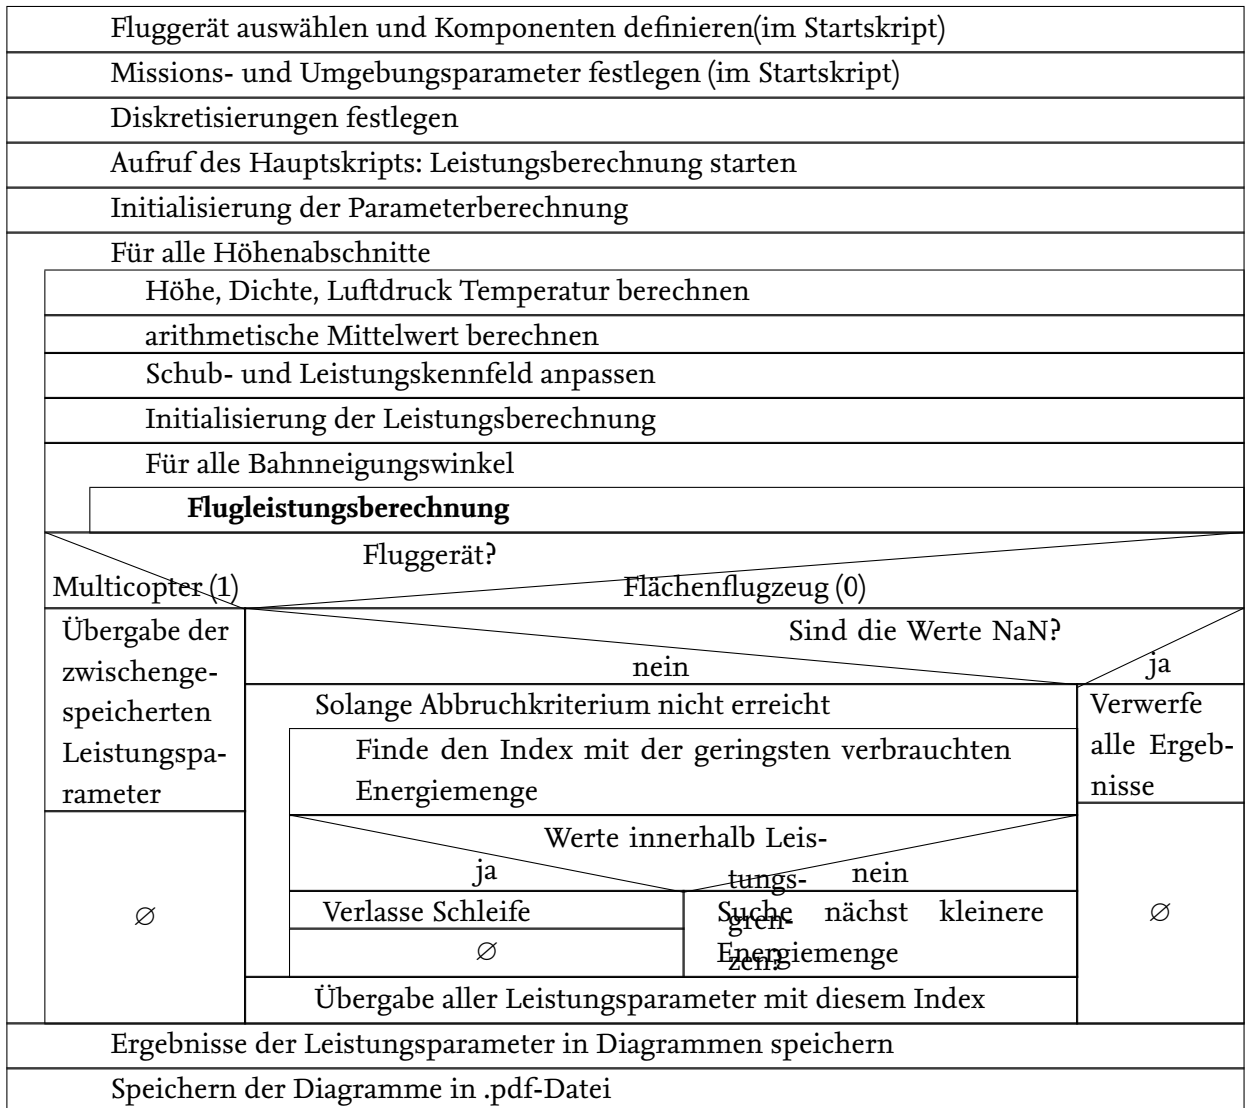 Fluggerät auswählen und Komponenten definieren(im Startskript)
Missions- und Umgebungsparameter festlegen (im Startskript)
Diskretisierungen festlegen
Aufruf des Hauptskripts: Leistungsberechnung starten
Initialisierung der Parameterberechnung
Für alle Höhenabschnitte
Höhe, Dichte, Luftdruck Temperatur berechnen
arithmetische Mittelwert berechnen
Schub- und Leistungskennfeld anpassen
Initialisierung der Leistungsberechnung
Für alle Bahnneigungswinkel
Flugleistungsberechnung
Fluggerät?
Multicopter (1)
Flächenflugzeug (0)
Übergabe der
zwischenge-
speicherten
Leistungspa-
rameter
∅
Sind die Werte NaN?
nein
ja
Solange Abbruchkriterium nicht erreicht
Finde den Index mit der geringsten verbrauchten
Energiemenge
Werte innerhalb Leis-
tungs-
gren-
zen?
ja
nein
Verlasse Schleife
∅
Suche nächst kleinere
Energiemenge
Übergabe aller Leistungsparameter mit diesem Index
Verwerfe
alle Ergeb-
nisse
∅
Ergebnisse der Leistungsparameter in Diagrammen speichern
Speichern der Diagramme in .pdf-Datei